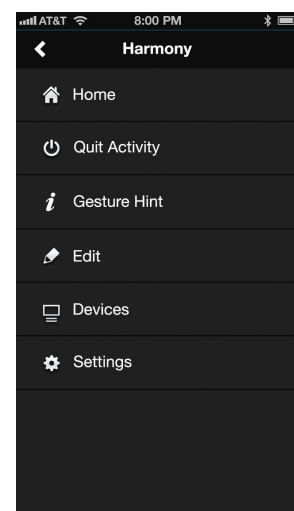 AT&T 8:00 PM
Harmony
Home
Quit Activity
Gesture Hint
Edit
Devices
Settings